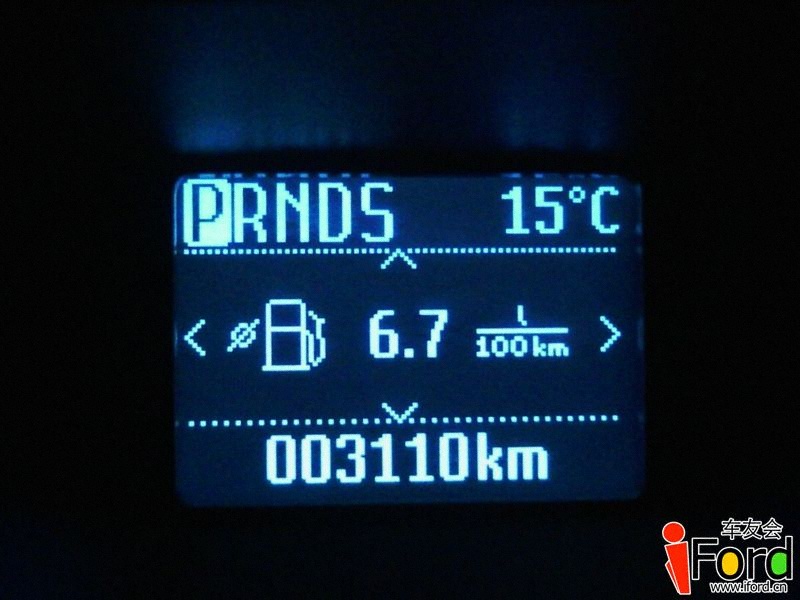 PRNDS 15°C
6.7 l/100km
003110km
车友会
iFord
www.iford.cn